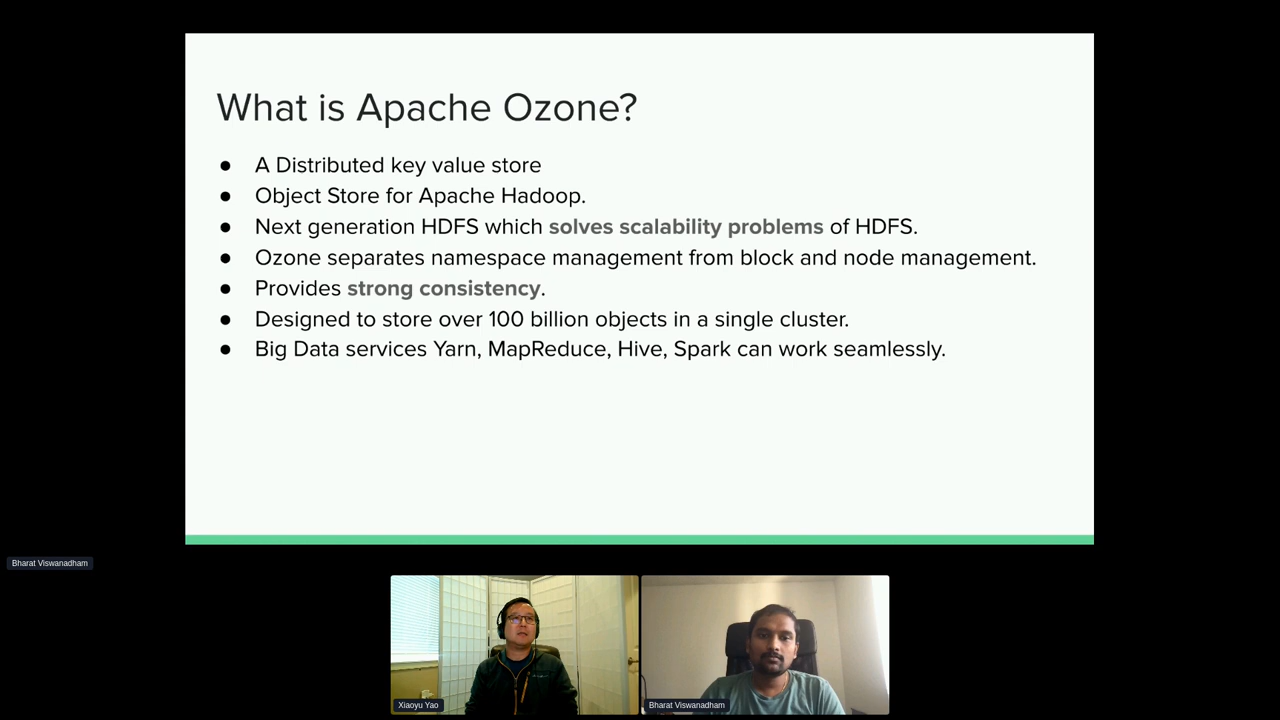 What is Apache Ozone?
● A Distributed key value store
● Object Store for Apache Hadoop.
● Next generation HDFS which solves scalability problems of HDFS.
● Ozone separates namespace management from block and node management.
● Provides strong consistency.
● Designed to store over 100 billion objects in a single cluster.
● Big Data services Yarn, MapReduce, Hive, Spark can work seamlessly.
Bharat Viswanadham
Xiaoyu Yao
Bharat Viswanadham